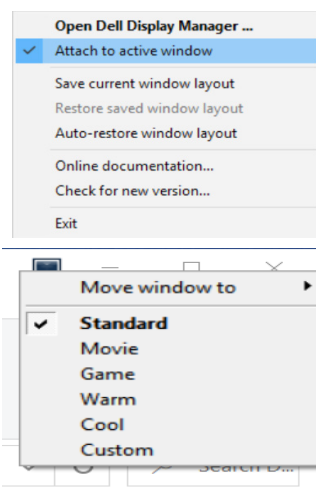 Open Dell Display Manager ...
Attach to active window
Save current window layout
Restore saved window layout
Auto-restore window layout
Online documentation...
Check for new version...
Exit
Move window to
Standard
Movie
Game
Warm
Cool
Custom
Search D...